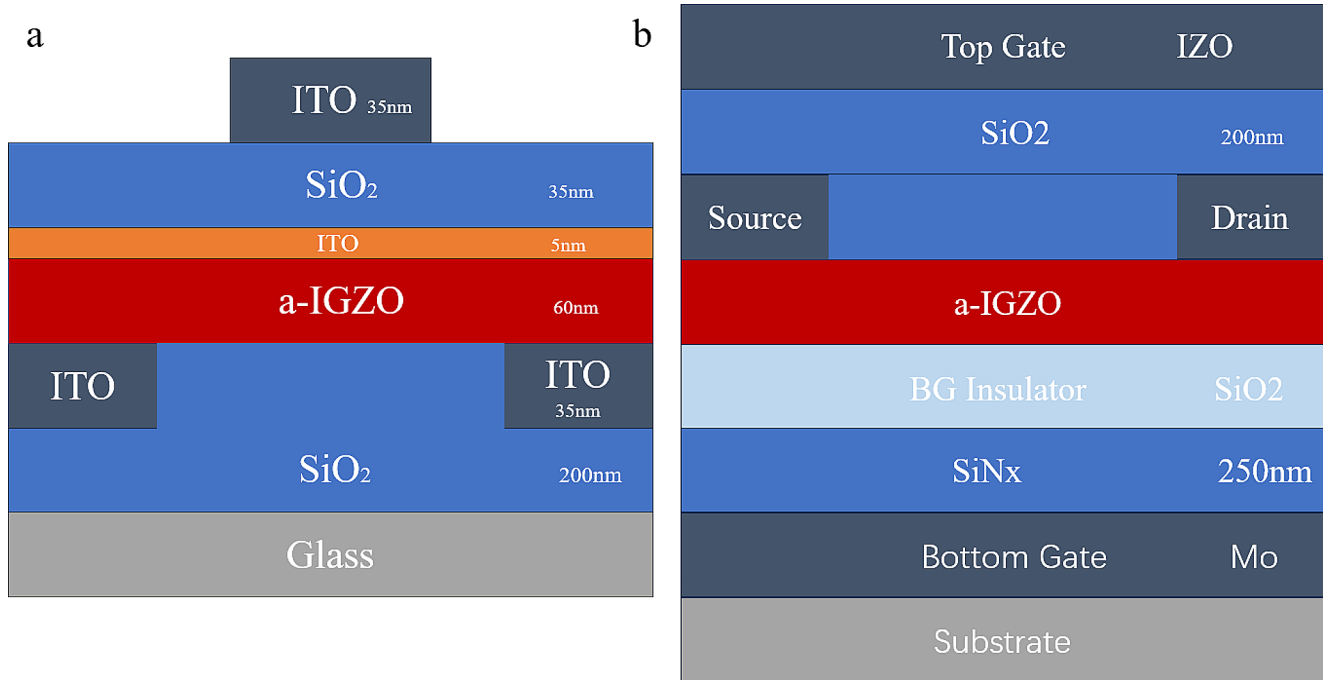 a
ITO 35nm
SiO₂ 35nm
ITO 5nm
a-IGZO 60nm
ITO ITO
35nm
SiO₂ 200nm
Glass
b
Top Gate IZO
SiO2 200nm
Source Drain
a-IGZO
BG Insulator SiO2
SiNx 250nm
Bottom Gate Mo
Substrate